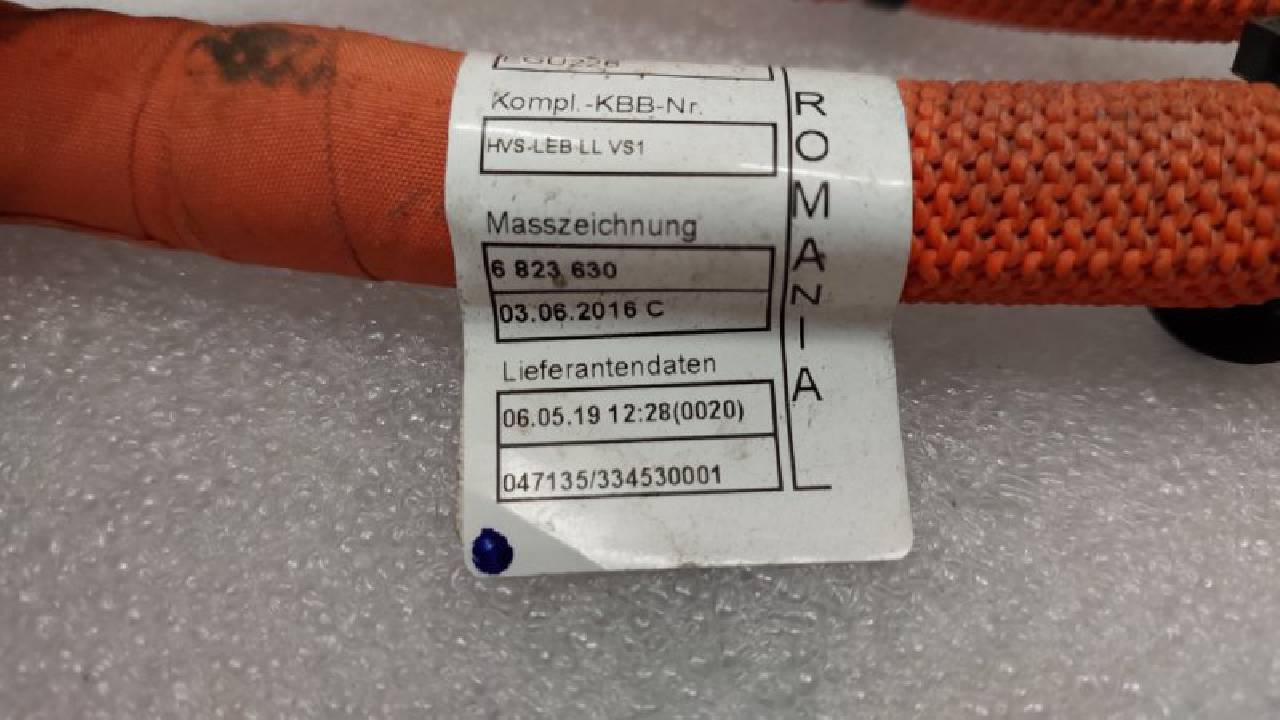 Kompl.-KBB-Nr.
HVS-LEB LL VS1
Masszeichnung
6 823 630
03.06.2016 C
Lieferantendaten
06.05.19 12:28(0020)
047135/334530001
ROMANIA